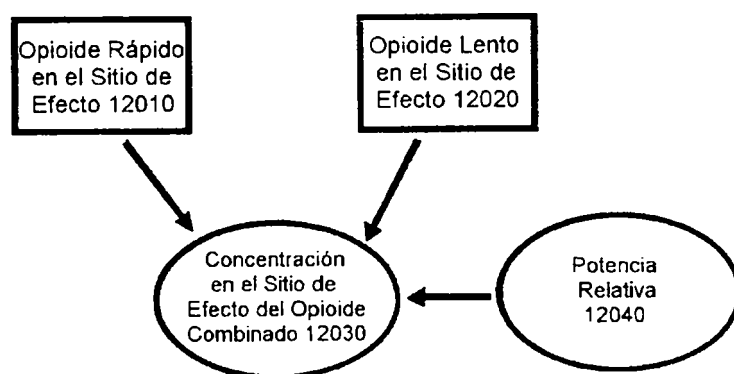 Opioide Rápido
en el Sitio de
Efecto 12010
Opioide Lento
en el Sitio de
Efecto 12020
Concentración
en el Sitio de
Efecto del Opioide
Combinado 12030
Potencia
Relativa
12040